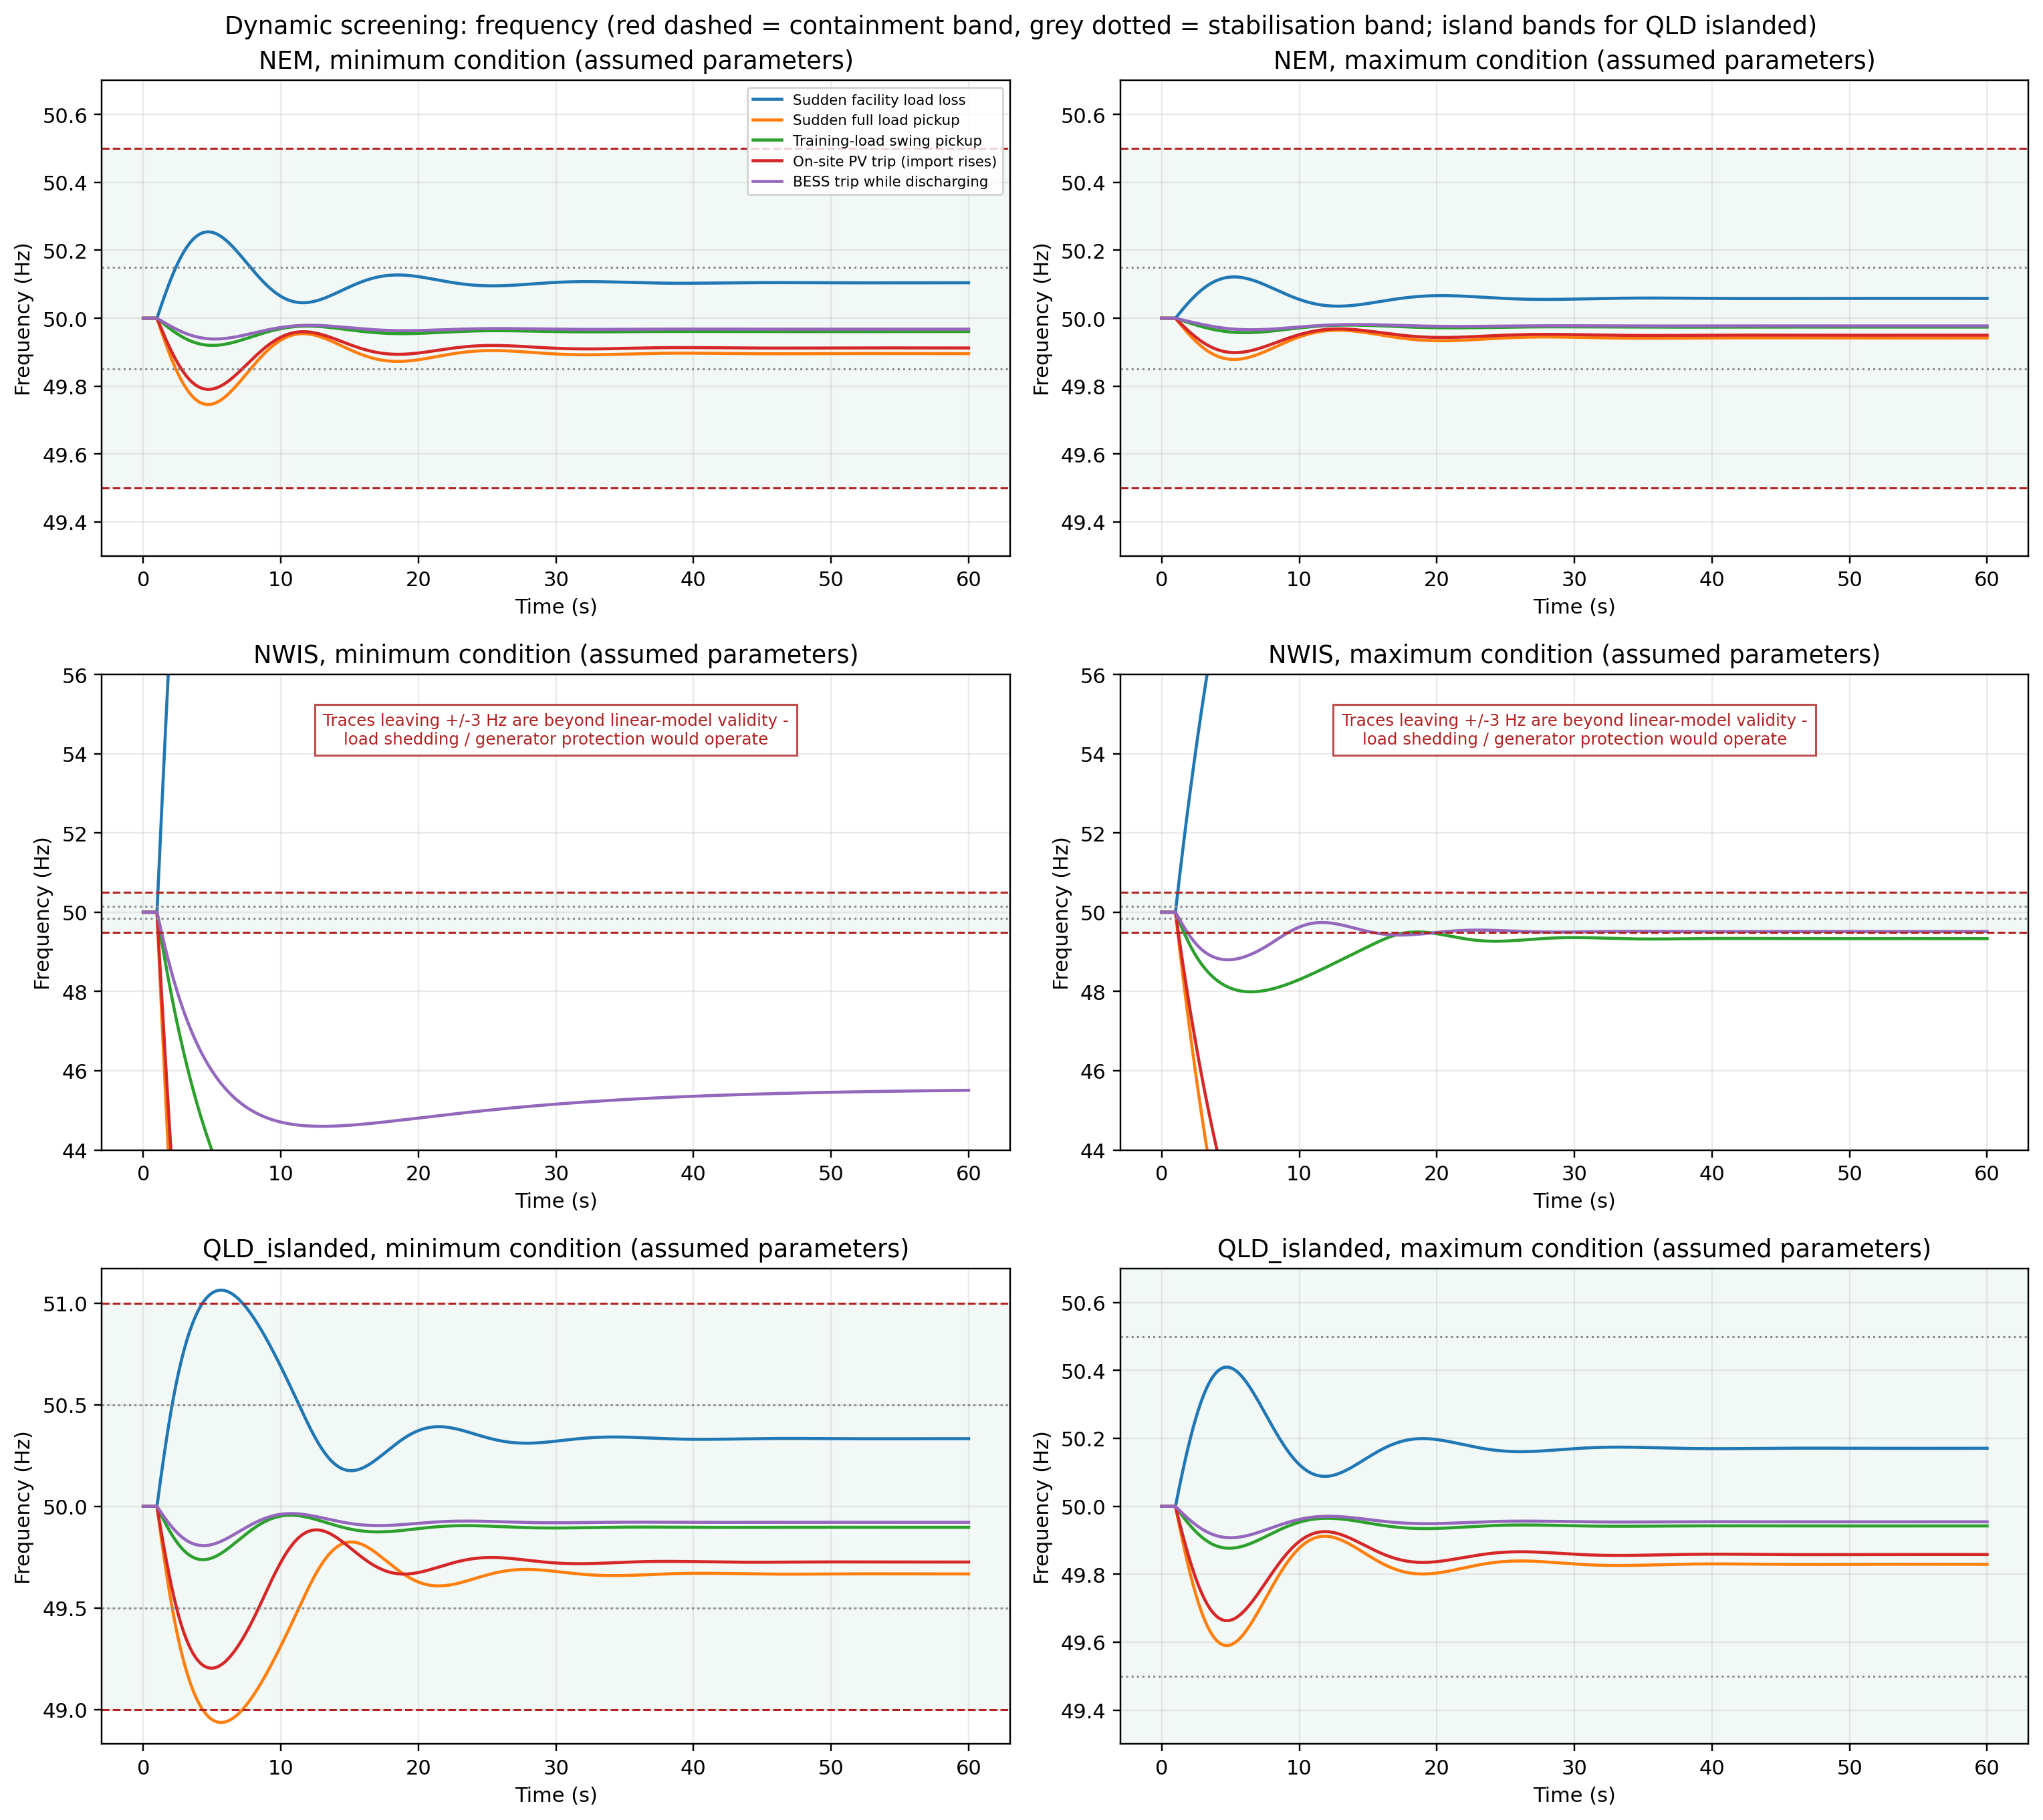 Dynamic screening: frequency (red dashed = containment band, grey dotted = stabilisation band; island bands for QLD islanded)
NEM, minimum condition (assumed parameters)
Frequency (Hz)
50.6
50.4
50.2
50.0
49.8
49.6
49.4
Sudden facility load loss
Sudden full load pickup
Training-load swing pickup
On-site PV trip (import rises)
BESS trip while discharging
0 10 20 30 40 50 60
Time (s)
NEM, maximum condition (assumed parameters)
Frequency (Hz)
50.6
50.4
50.2
50.0
49.8
49.6
49.4
0 10 20 30 40 50 60
Time (s)
NWIS, minimum condition (assumed parameters)
Frequency (Hz)
56
54
52
50
48
46
44
Traces leaving +/-3 Hz are beyond linear-model validity -
load shedding / generator protection would operate
0 10 20 30 40 50 60
Time (s)
NWIS, maximum condition (assumed parameters)
Frequency (Hz)
56
54
52
50
48
46
44
Traces leaving +/-3 Hz are beyond linear-model validity -
load shedding / generator protection would operate
0 10 20 30 40 50 60
Time (s)
QLD_islanded, minimum condition (assumed parameters)
Frequency (Hz)
51.0
50.5
50.0
49.5
49.0
0 10 20 30 40 50 60
Time (s)
QLD_islanded, maximum condition (assumed parameters)
Frequency (Hz)
50.6
50.4
50.2
50.0
49.8
49.6
49.4
0 10 20 30 40 50 60
Time (s)